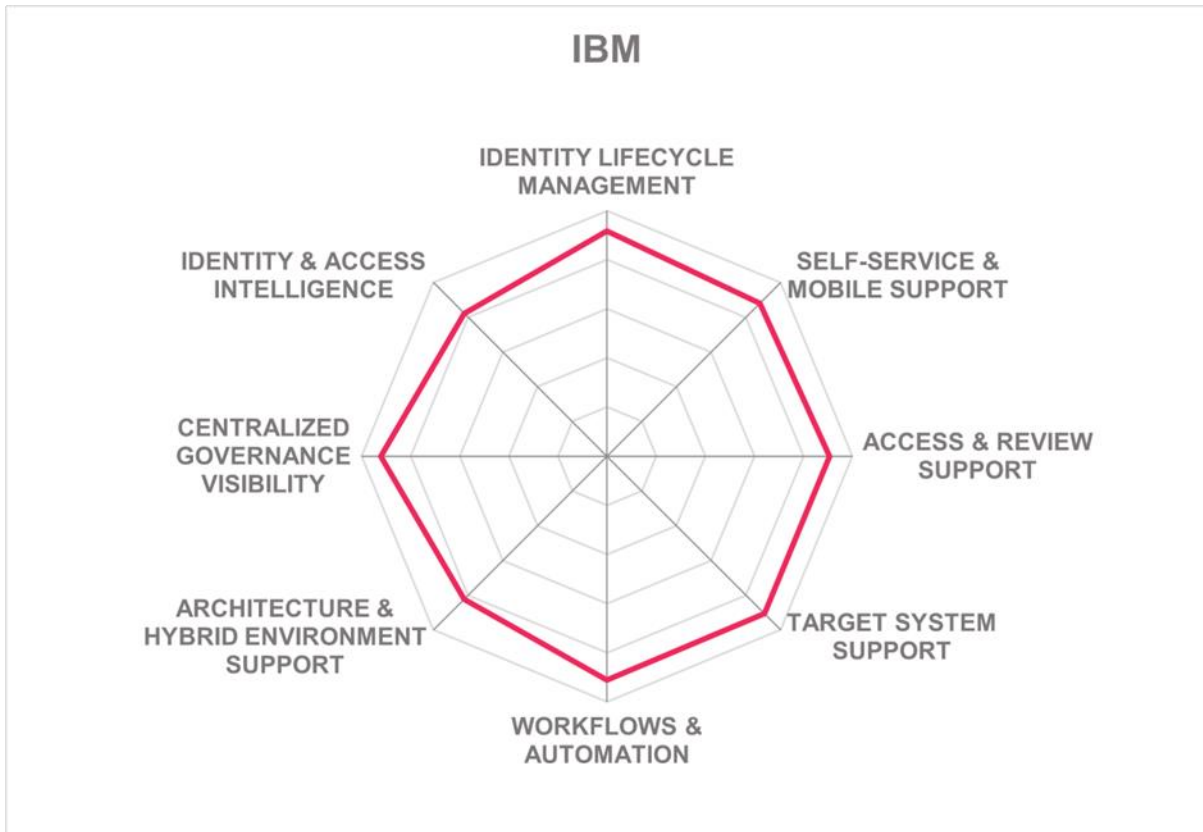 IBM
IDENTITY LIFECYCLE
MANAGEMENT
SELF-SERVICE &
MOBILE SUPPORT
ACCESS & REVIEW
SUPPORT
TARGET SYSTEM
SUPPORT
WORKFLOWS &
AUTOMATION
ARCHITECTURE &
HYBRID ENVIRONMENT
SUPPORT
CENTRALIZED
GOVERNANCE
VISIBILITY
IDENTITY & ACCESS
INTELLIGENCE